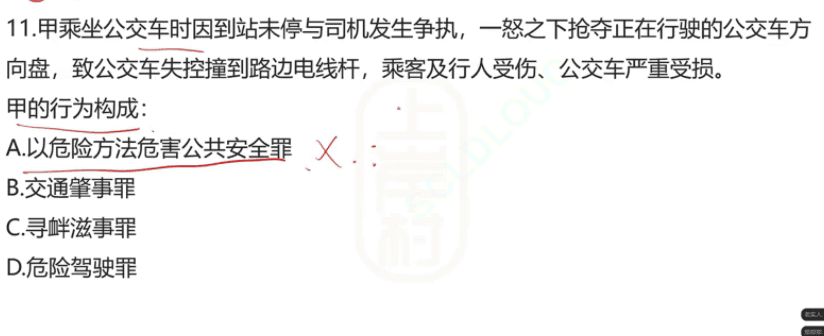 11.甲乘坐公交车时因到站未停与司机发生争执，一怒之下抢夺正在行驶的公交车方
向盘，致公交车失控撞到路边电线杆，乘客及行人受伤、公交车严重受损。
甲的行为构成：
A.以危险方法危害公共安全罪 X
B.交通肇事罪
C.寻衅滋事罪
D.危险驾驶罪
上岸村